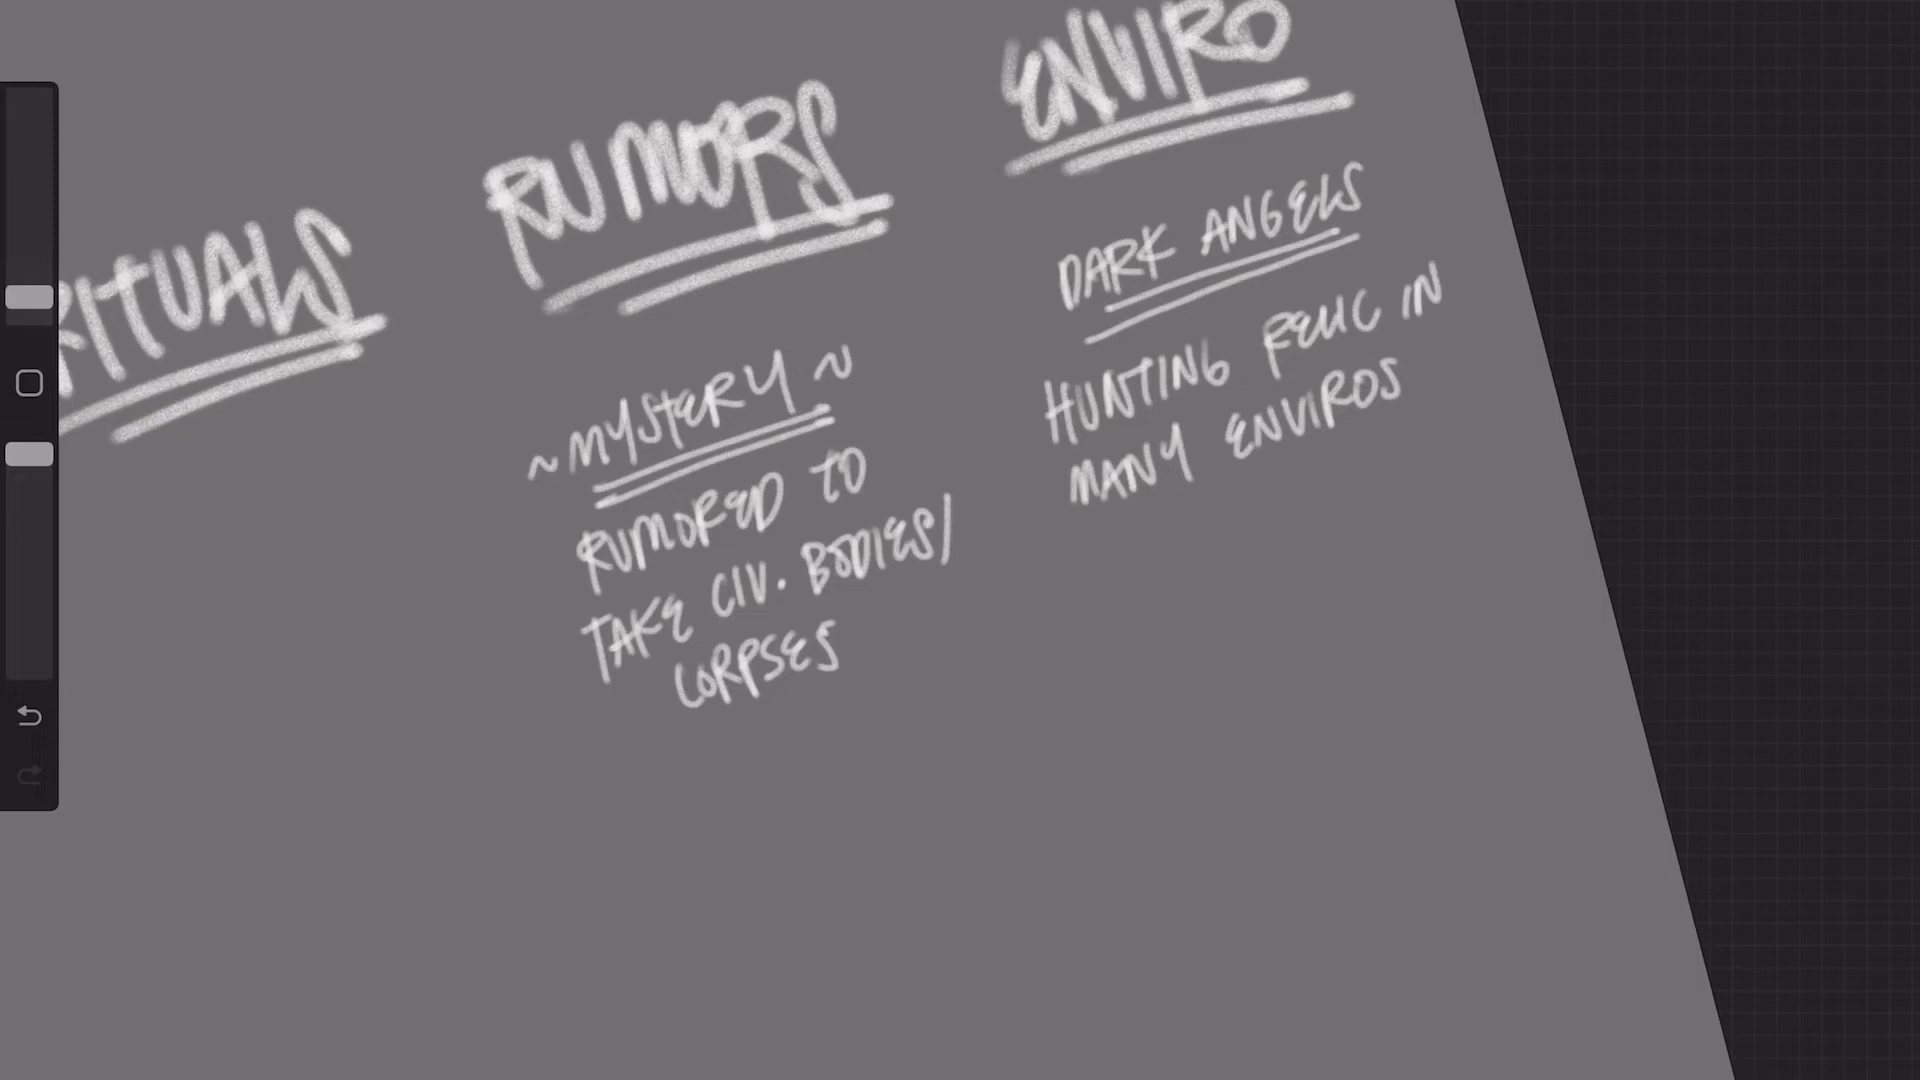 RITUALS
RUMORS
~MYSTERY~
RUMORED TO
TAKE CIV. BODIES/
CORPSES
ENVIRO
DARK ANGELS
HUNTING RELIC IN
MANY ENVIROS